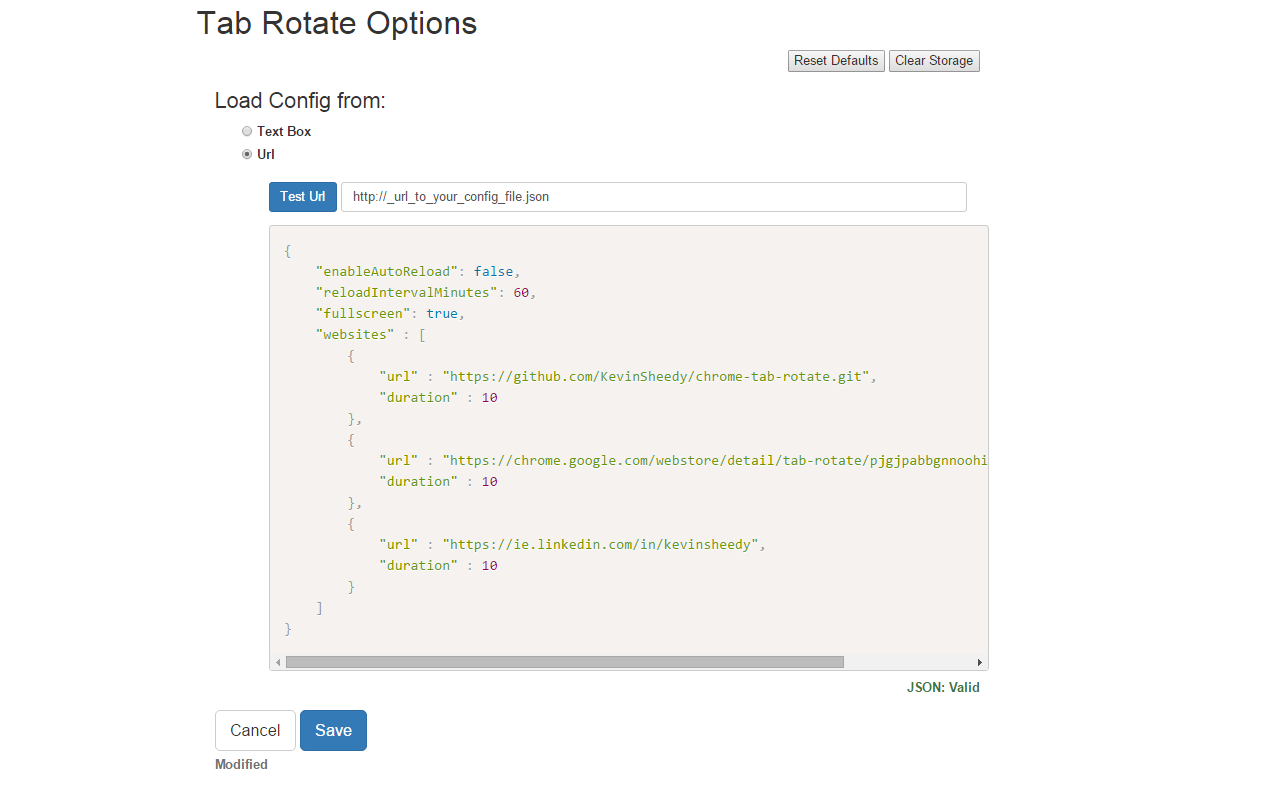 Tab Rotate Options
Reset Defaults Clear Storage
Load Config from:
Text Box
Url
Test Url http://_url_to_your_config_file.json
{
"enableAutoReload": false,
"reloadIntervalMinutes": 60,
"fullscreen": true,
"websites" : [
{
"url" : "https://github.com/KevinSheedy/chrome-tab-rotate.git",
"duration" : 10
},
{
"url" : "https://chrome.google.com/webstore/detail/tab-rotate/pjgjpabbgnnoohi
"duration" : 10
},
{
"url" : "https://ie.linkedin.com/in/kevinsheedy",
"duration" : 10
}
]
}
JSON: Valid
Cancel Save
Modified